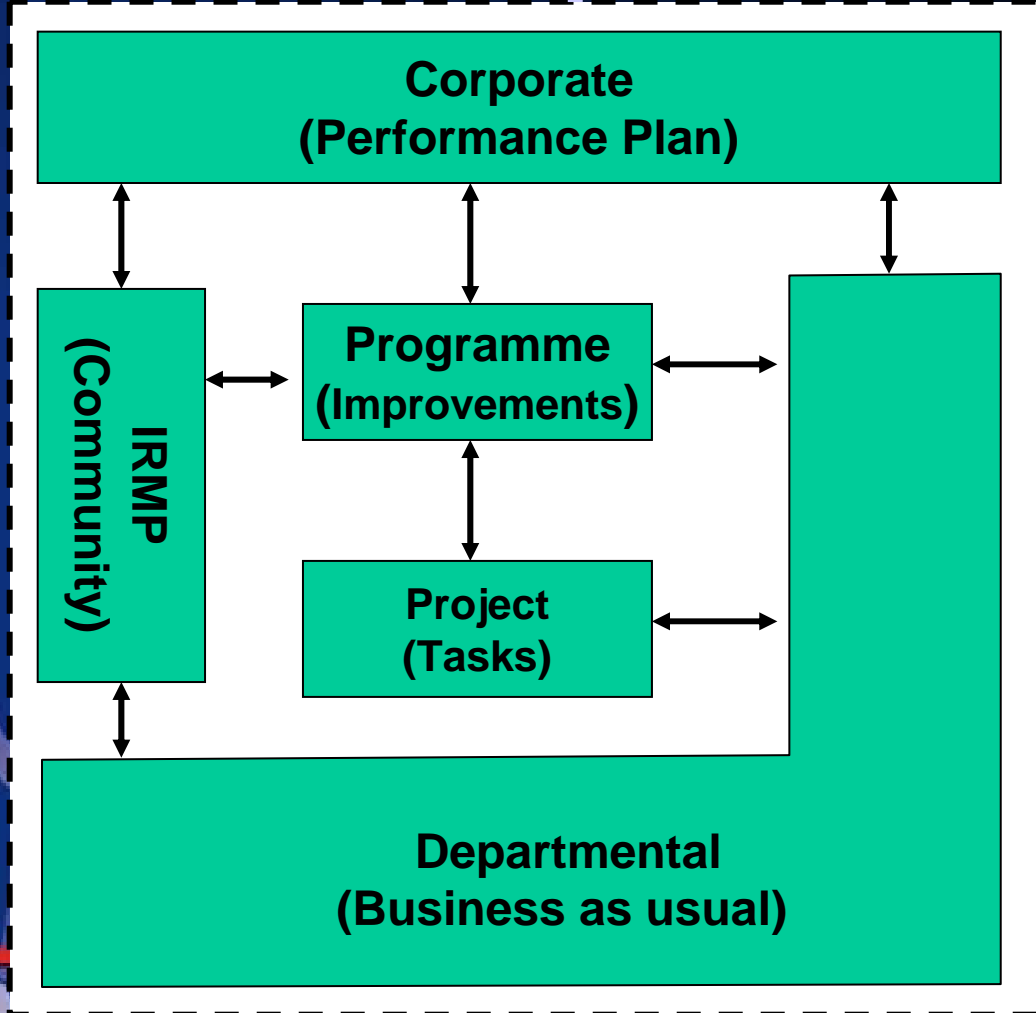 Corporate
(Performance Plan)
IRMP
(Community)
Programme
(Improvements)
Project
(Tasks)
Departmental
(Business as usual)